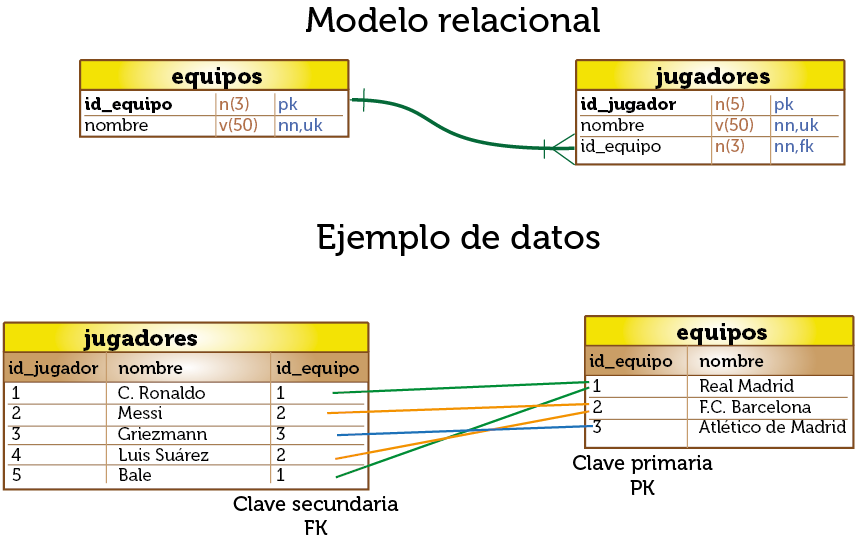 Modelo relacional
equipos
id_equipo n(3) pk
nombre v(50) nn,uk
jugadores
id_jugador n(5) pk
nombre v(50) nn,uk
id_equipo n(3) nn,fk
Ejemplo de datos
jugadores
id_jugador nombre id_equipo
1 C. Ronaldo 1
2 Messi 2
3 Griezmann 3
4 Luis Suárez 2
5 Bale 1
Clave secundaria
FK
equipos
id_equipo nombre
1 Real Madrid
2 F.C. Barcelona
3 Atlético de Madrid
Clave primaria
PK